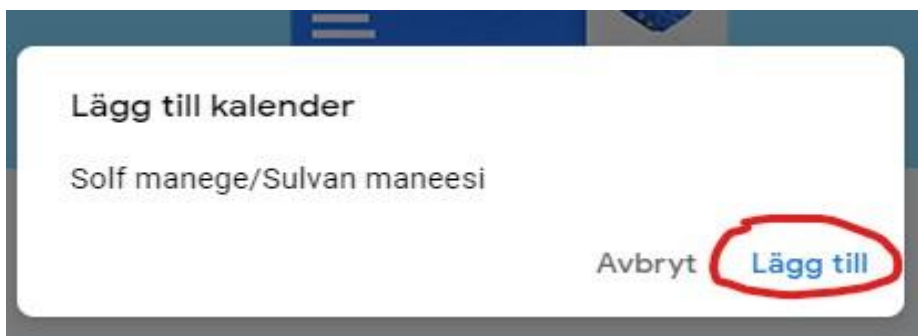 Lägg till kalender
Solf manege/Sulvan maneesi
Avbryt Lägg till